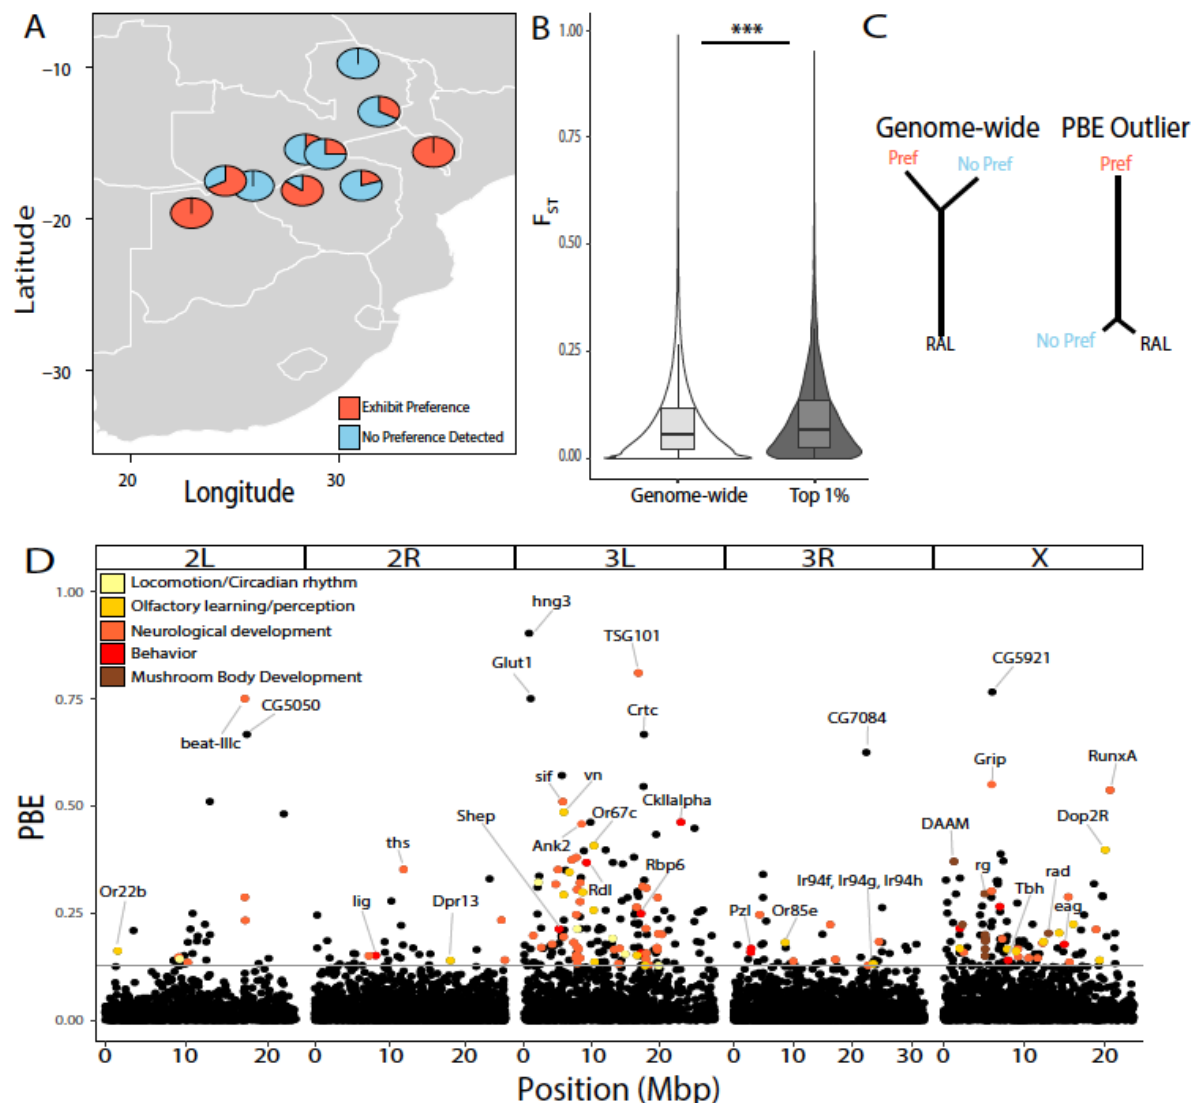 A
−10
−20
−30
Latitude
20
30
Longitude
Exhibit Preference
No Preference Detected
B
***
1.00
0.75
0.50
0.25
0.00
FST
Genome-wide
Top 1%
C
Genome-wide
PBE Outlier
Pref
No Pref
Pref
RAL
No Pref
RAL
D
2L
2R
3L
3R
X
Locomotion/Circadian rhythm
Olfactory learning/perception
Neurological development
Behavior
Mushroom Body Development
1.00
0.75
0.50
0.25
0.00
PBE
hng3
Glut1
TSG101
CG5921
beat-IIIc
CG5050
Crtc
CG7084
Grip
RunxA
sif
vn
Shep
Or67c
CkIIalpha
DAAM
Dop2R
ths
Ank2
Rdl
Rbp6
rg
rad
Or22b
lig
Dpr13
Pzl
Or85e
Ir94f, Ir94g, Ir94h
Tbh
eag
0
10
20
0
10
20
0
10
20
0
10
20
30
0
10
20
Position (Mbp)